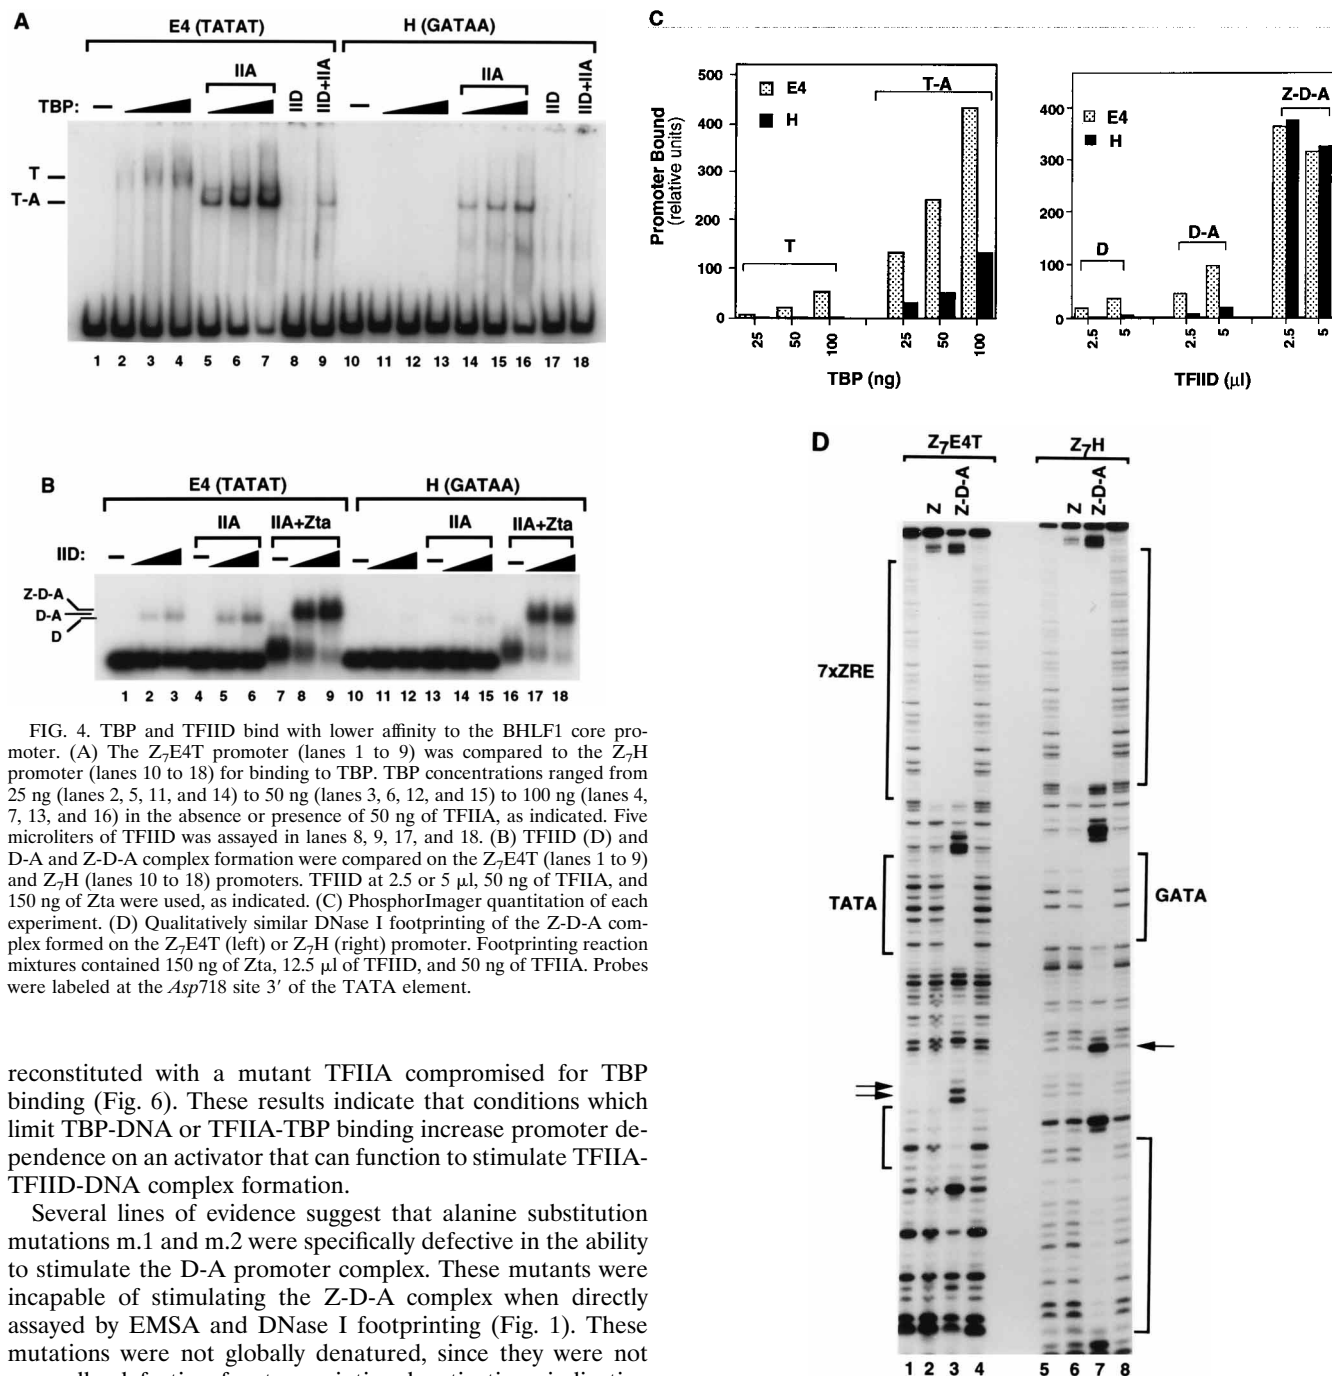 A
E4 (TATAT)
H (GATAA)
IIA
IID
IID+IIA
IIA
IID
IID+IIA
TBP:
T
T-A
1 2 3 4 5 6 7 8 9 10 11 12 13 14 15 16 17 18
B
E4 (TATAT)
H (GATAA)
IIA
IIA+Zta
IIA
IIA+Zta
IID:
Z-D-A
D-A
D
1 2 3 4 5 6 7 8 9 10 11 12 13 14 15 16 17 18
FIG. 4. TBP and TFIID bind with lower affinity to the BHLF1 core pro-
moter. (A) The Z7E4T promoter (lanes 1 to 9) was compared to the Z7H
promoter (lanes 10 to 18) for binding to TBP. TBP concentrations ranged from
25 ng (lanes 2, 5, 11, and 14) to 50 ng (lanes 3, 6, 12, and 15) to 100 ng (lanes 4,
7, 13, and 16) in the absence or presence of 50 ng of TFIIA, as indicated. Five
microliters of TFIID was assayed in lanes 8, 9, 17, and 18. (B) TFIID (D) and
D-A and Z-D-A complex formation were compared on the Z7E4T (lanes 1 to 9)
and Z7H (lanes 10 to 18) promoters. TFIID at 2.5 or 5 μl, 50 ng of TFIIA, and
150 ng of Zta were used, as indicated. (C) PhosphorImager quantitation of each
experiment. (D) Qualitatively similar DNase I footprinting of the Z-D-A com-
plex formed on the Z7E4T (left) or Z7H (right) promoter. Footprinting reaction
mixtures contained 150 ng of Zta, 12.5 μl of TFIID, and 50 ng of TFIIA. Probes
were labeled at the Asp718 site 3′ of the TATA element.
reconstituted with a mutant TFIIA compromised for TBP
binding (Fig. 6). These results indicate that conditions which
limit TBP-DNA or TFIIA-TBP binding increase promoter de-
pendence on an activator that can function to stimulate TFIIA-
TFIID-DNA complex formation.
Several lines of evidence suggest that alanine substitution
mutations m.1 and m.2 were specifically defective in the ability
to stimulate the D-A promoter complex. These mutants were
incapable of stimulating the Z-D-A complex when directly
assayed by EMSA and DNase I footprinting (Fig. 1). These
mutations were not globally denatured, since they were not
C
Promoter Bound
(relative units)
500
400
300
200
100
0
E4
H
T
T-A
25 50 100 25 50 100
TBP (ng)
400
300
200
100
0
E4
H
D
D-A
Z-D-A
2.5 5 2.5 5 2.5 5
TFIID (μl)
D
Z7E4T
Z7H
Z
Z-D-A
Z
Z-D-A
7xZRE
TATA
GATA
1 2 3 4 5 6 7 8